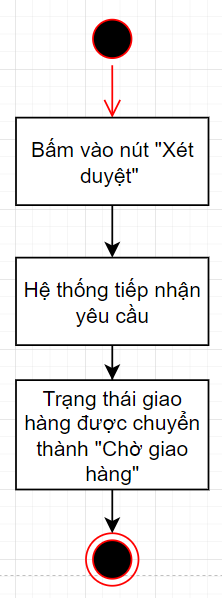 Bấm vào nút "Xét
duyệt"
Hệ thống tiếp nhận
yêu cầu
Trạng thái giao
hàng được chuyển
thành "Chờ giao
hàng"